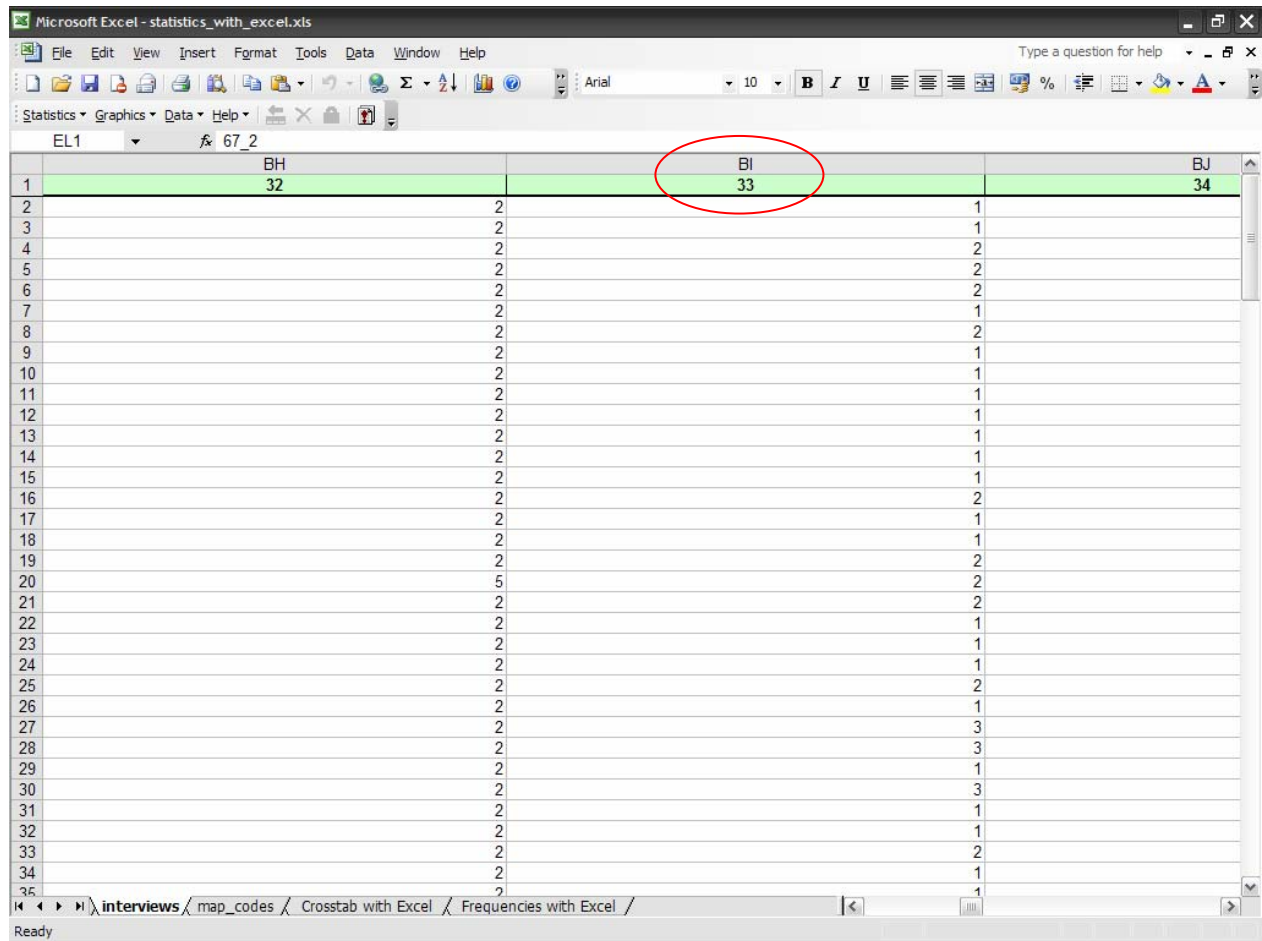 Microsoft Excel - statistics_with_excel.xls
File Edit View Insert Format Tools Data Window Help Type a question for help
Arial 10 B I U %
Statistics Graphics Data Help
EL1 fx 67_2
BH BI BJ
1 32 33 34
2 2 1
3 2 1
4 2 2
5 2 2
6 2 2
7 2 1
8 2 2
9 2 1
10 2 1
11 2 1
12 2 1
13 2 1
14 2 1
15 2 1
16 2 2
17 2 1
18 2 1
19 2 2
20 5 2
21 2 2
22 2 1
23 2 1
24 2 1
25 2 2
26 2 1
27 2 3
28 2 3
29 2 1
30 2 3
31 2 1
32 2 1
33 2 2
34 2 1
35 2 1
interviews map_codes Crosstab with Excel Frequencies with Excel
Ready